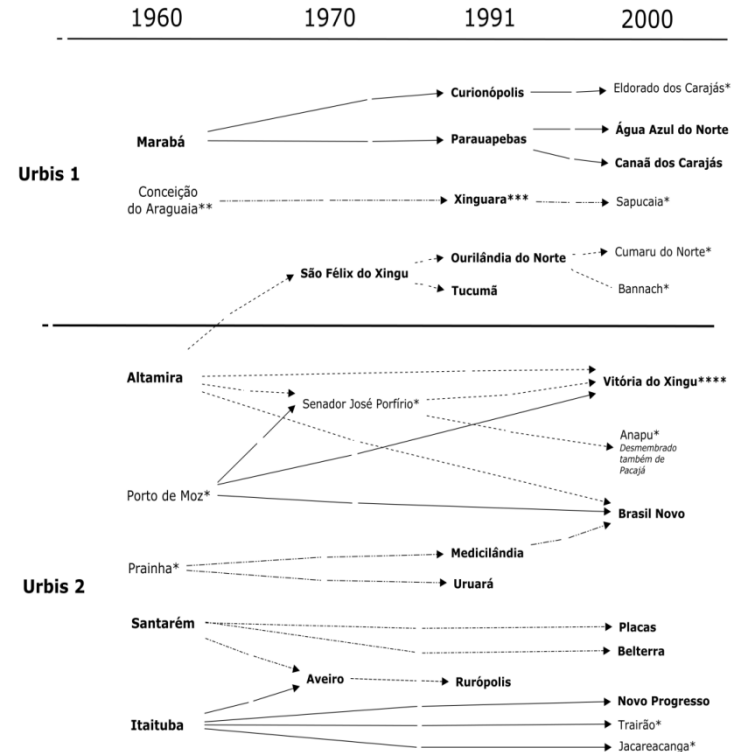 1960 1970 1991 2000
Curionópolis Eldorado dos Carajás*
Marabá Parauapebas Água Azul do Norte
Canaã dos Carajás
Urbis 1
Conceição
do Araguaia** Xinguara*** Sapucaia*
Ourilândia do Norte Cumaru do Norte*
São Félix do Xingu
Tucumã Bannach*
Altamira Vitória do Xingu****
Senador José Porfírio*
Anapu*
Desmembrado
também de
Pacajá
Porto de Moz*
Brasil Novo
Medicilândia
Prainha*
Uruará
Urbis 2
Santarém Placas
Belterra
Aveiro Rurópolis
Novo Progresso
Itaituba Trairão*
Jacareacanga*